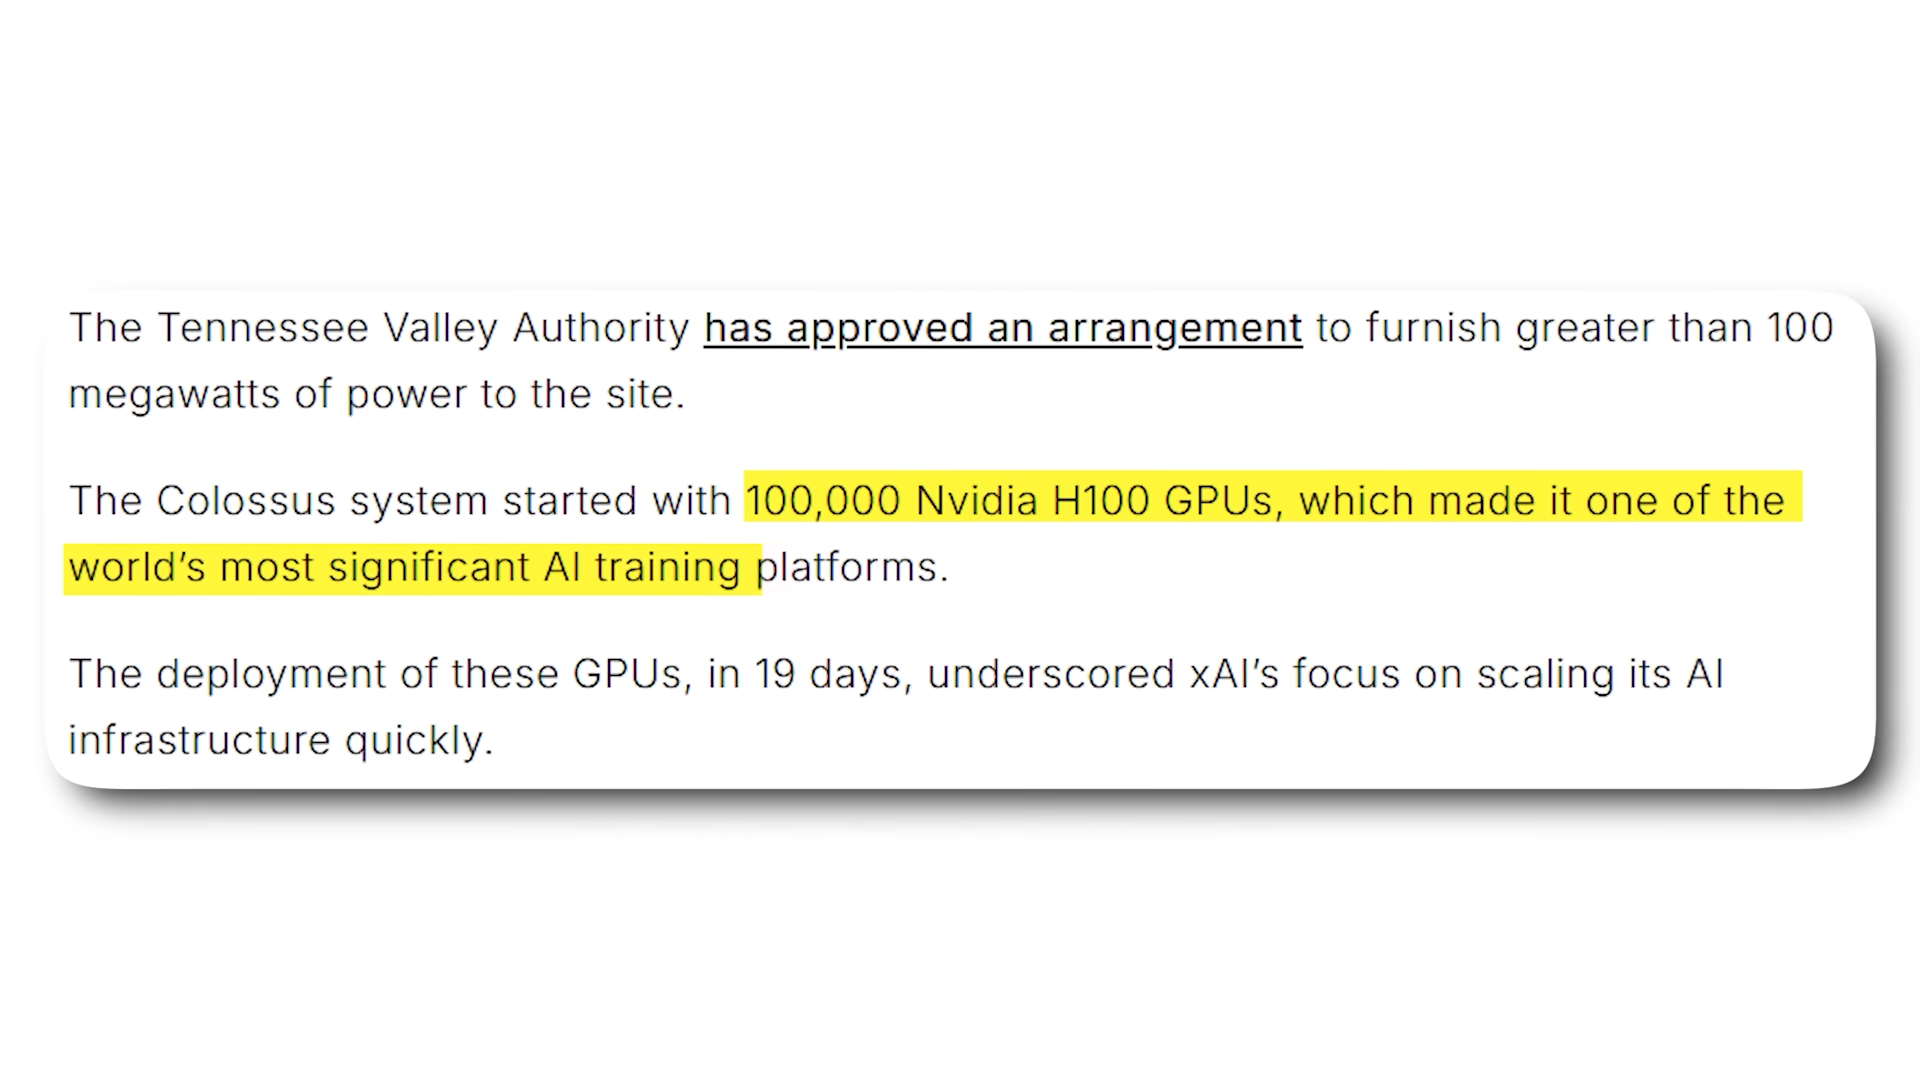 The Tennessee Valley Authority has approved an arrangement to furnish greater than 100
megawatts of power to the site.
The Colossus system started with 100,000 Nvidia H100 GPUs, which made it one of the
world’s most significant AI training platforms.
The deployment of these GPUs, in 19 days, underscored xAI’s focus on scaling its AI
infrastructure quickly.